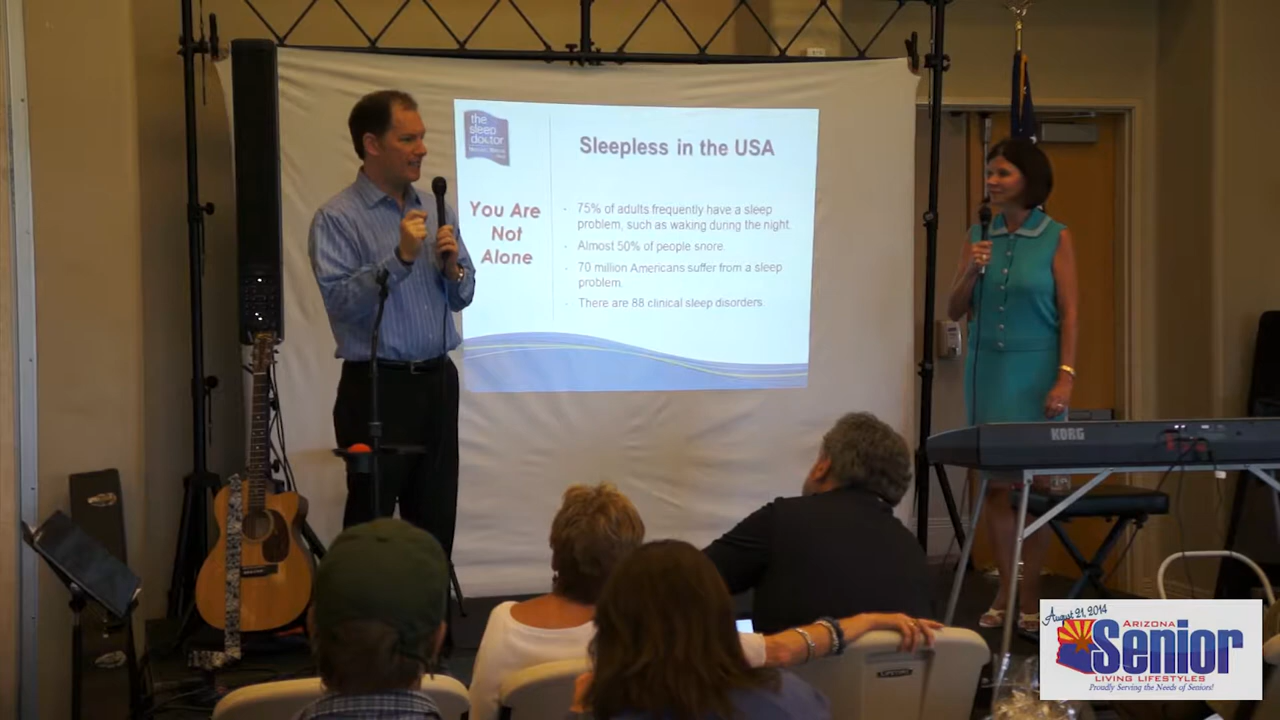 the
sleep
doctor
Sleepless in the USA
You Are
Not
Alone
- 75% of adults frequently have a sleep
problem, such as waking during the night.
- Almost 50% of people snore.
- 70 million Americans suffer from a sleep
problem.
- There are 88 clinical sleep disorders.
KORG
LIFETIME
August 21, 2014
ARIZONA
Senior
LIVING LIFESTYLES
Proudly Serving the Needs of Seniors!